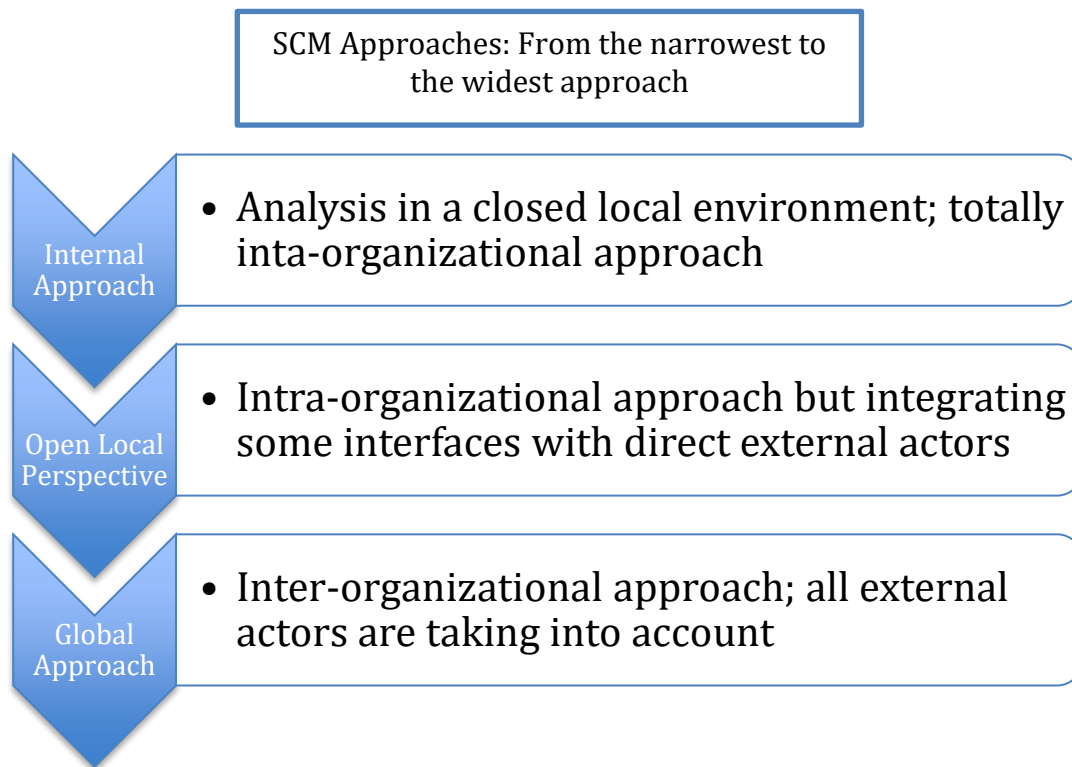 SCM Approaches: From the narrowest to
the widest approach
Internal
Approach
• Analysis in a closed local environment; totally
inta-organizational approach
Open Local
Perspective
• Intra-organizational approach but integrating
some interfaces with direct external actors
Global
Approach
• Inter-organizational approach; all external
actors are taking into account